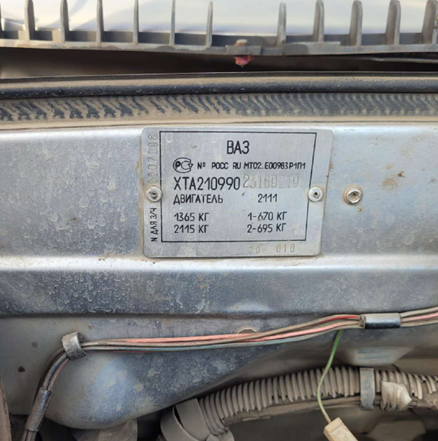 ВАЗ
№ РОСС RU МТ02.Е00983Р1П1
XTA210990
ДВИГАТЕЛЬ 2111
1365 КГ 1-670 КГ
2115 КГ 2-695 КГ
N ДЛЯ З/Ч